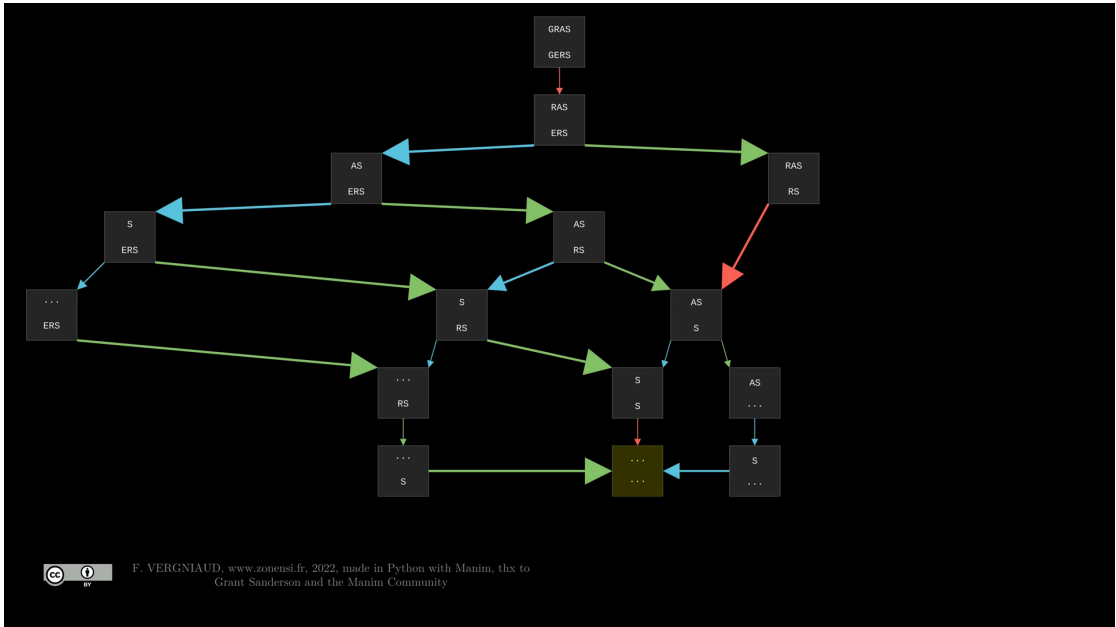 GRAS
GERS
RAS
ERS
AS
ERS
RAS
RS
S
ERS
AS
RS
...
ERS
S
RS
AS
S
...
RS
S
S
AS
...
...
S
...
...
S
...
cc
BY
F. VERGNIAUD, www.zonensi.fr, 2022, made in Python with Manim, thx to
Grant Sanderson and the Manim Community